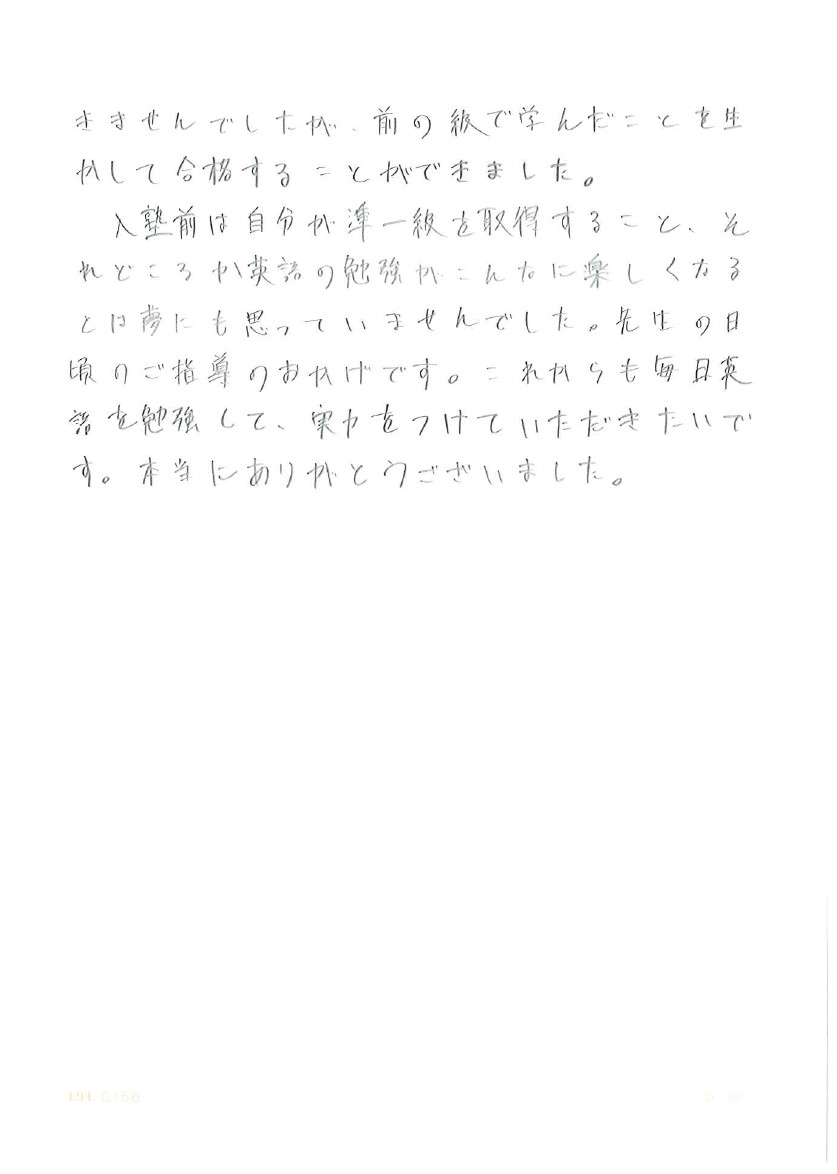 きませんでしたが、前の級で学んだことを生
かして合格することができました。
入塾前は自分が準一級を取得すること、そ
れどころか英語の勉強がこんなに楽しくなる
とは夢にも思っていませんでした。先生の日
頃のご指導のおかげです。これからも毎日英
語を勉強して、実力をつけていただきたいで
す。本当にありがとうございました。
LIFE C156